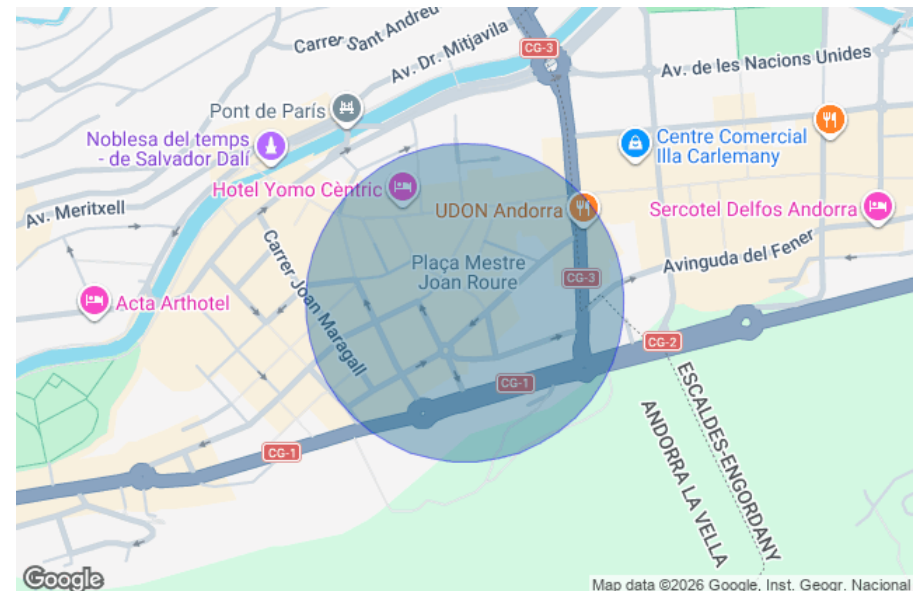 Carrer Sant Andreu
CG-3
Av. Dr. Mitjavila
Av. de les Nacions Unides
Pont de París
Noblesa del temps
- de Salvador Dalí
Centre Comercial
Illa Carlemany
Hotel Yomo Cèntric
UDON Andorra
Sercotel Delfos Andorra
Av. Meritxell
Carrer Joan Maragall
Plaça Mestre
Joan Roure
Avinguda del Fener
CG-3
Acta Arthotel
CG-2
CG-1
CG-1
ESCALDES-ENGORDANY
ANDORRA LA VELLA
Google
Map data ©2026 Google, Inst. Geogr. Nacional